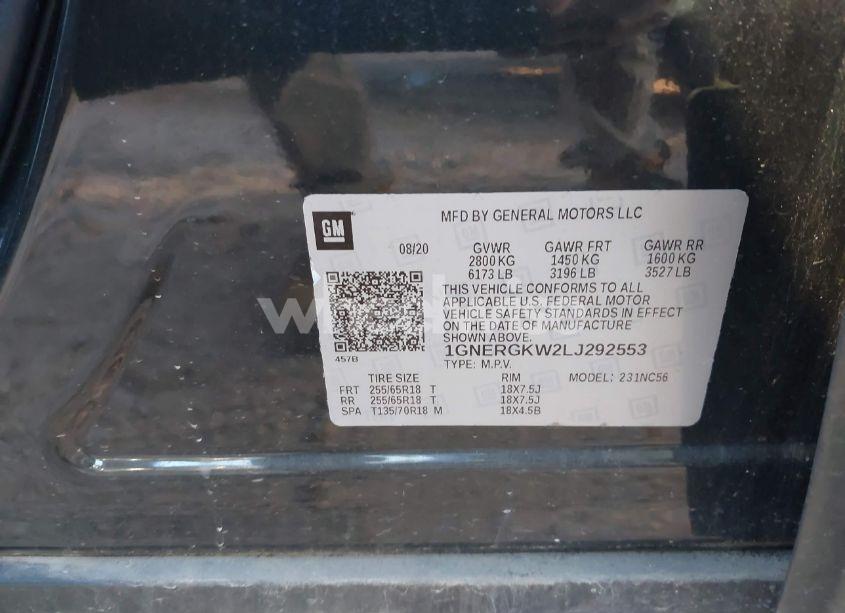 GM
MFD BY GENERAL MOTORS LLC
08/20 GVWR GAWR FRT GAWR RR
2800 KG 1450 KG 1600 KG
6173 LB 3196 LB 3527 LB
THIS VEHICLE CONFORMS TO ALL
APPLICABLE U.S. FEDERAL MOTOR
VEHICLE SAFETY STANDARDS IN EFFECT
ON THE DATE OF MANUFACTURE
SHOWN ABOVE.
1GNERGKW2LJ292553
457B
TYPE: M.P.V.
TIRE SIZE RIM MODEL: 231NC56
FRT 255/65R18 T 18X7.5J
RR 255/65R18 T 18X7.5J
SPA T135/70R18 M 18X4.5B